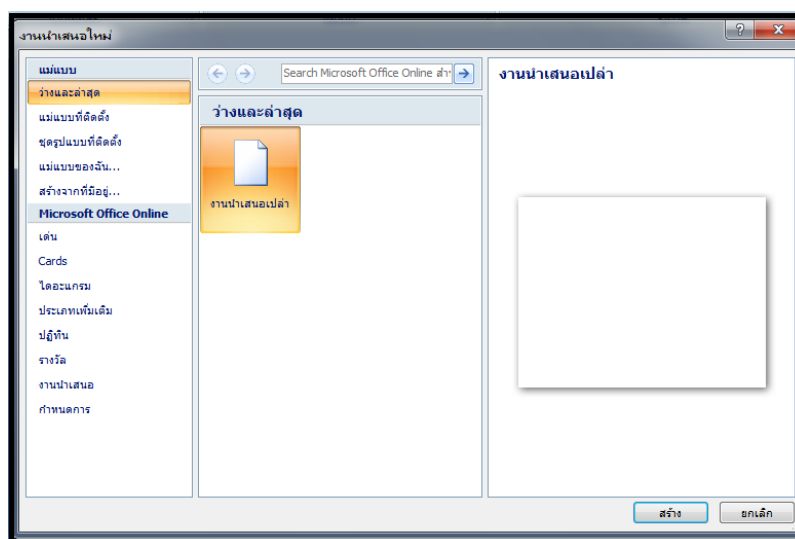 งานนำเสนอใหม่
แม่แบบ
ว่างและล่าสุด
แม่แบบที่ติดตั้ง
ชุดรูปแบบที่ติดตั้ง
แม่แบบของฉัน...
สร้างจากที่มีอยู่...
Microsoft Office Online
เด่น
Cards
ไดอะแกรม
ประเภทเพิ่มเติม
ปฏิทิน
รางวัล
งานนำเสนอ
กำหนดการ
Search Microsoft Office Online
ว่างและล่าสุด
งานนำเสนอเปล่า
งานนำเสนอเปล่า
สร้าง
ยกเลิก